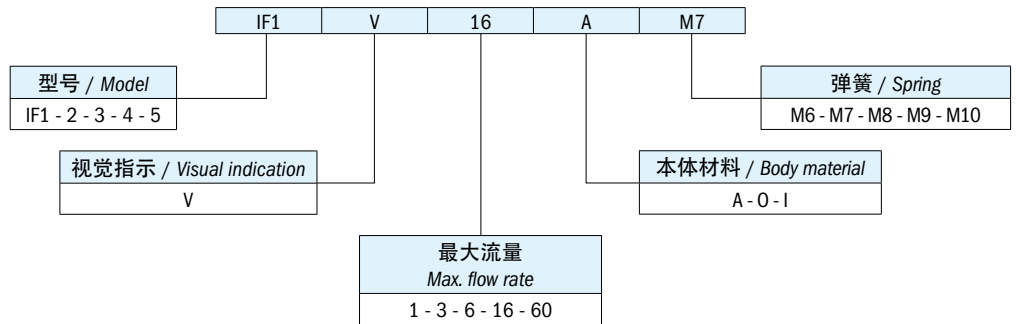 IF1 V 16 A M7
型号 / Model
IF1 - 2 - 3 - 4 - 5
弹簧 / Spring
M6 - M7 - M8 - M9 - M10
视觉指示 / Visual indication
V
本体材料 / Body material
A - O - I
最大流量
Max. flow rate
1 - 3 - 6 - 16 - 60